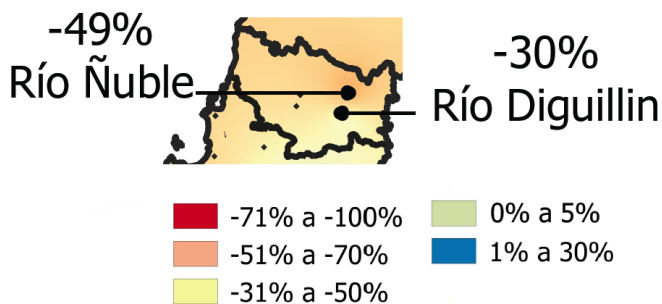 -49%
Río Ñuble
-30%
Río Diguillin
-71% a -100%
-51% a -70%
-31% a -50%
0% a 5%
1% a 30%